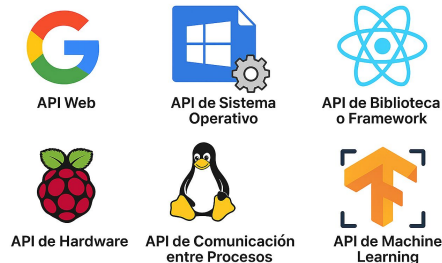 API Web
API de Sistema
Operativo
API de Biblioteca
o Framework
API de Hardware
API de Comunicación
entre Procesos
API de Machine
Learning